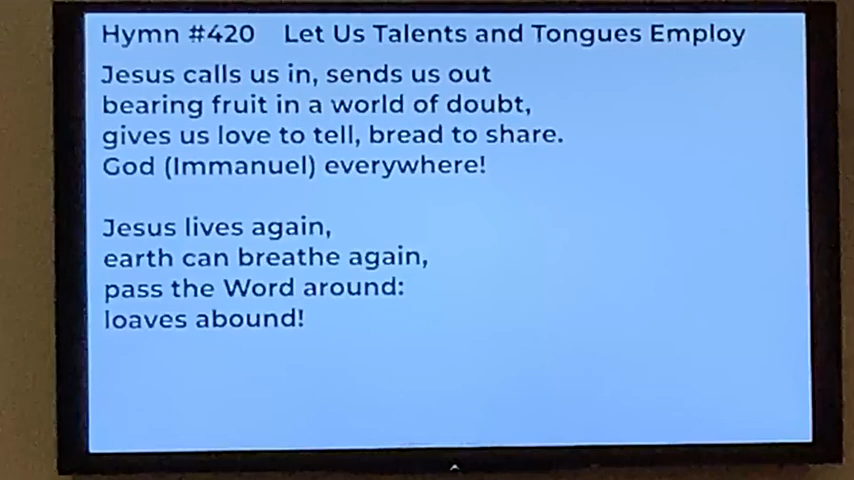 Hymn #420 Let Us Talents and Tongues Employ
Jesus calls us in, sends us out
bearing fruit in a world of doubt,
gives us love to tell, bread to share.
God (Immanuel) everywhere!
Jesus lives again,
earth can breathe again,
pass the Word around:
loaves abound!